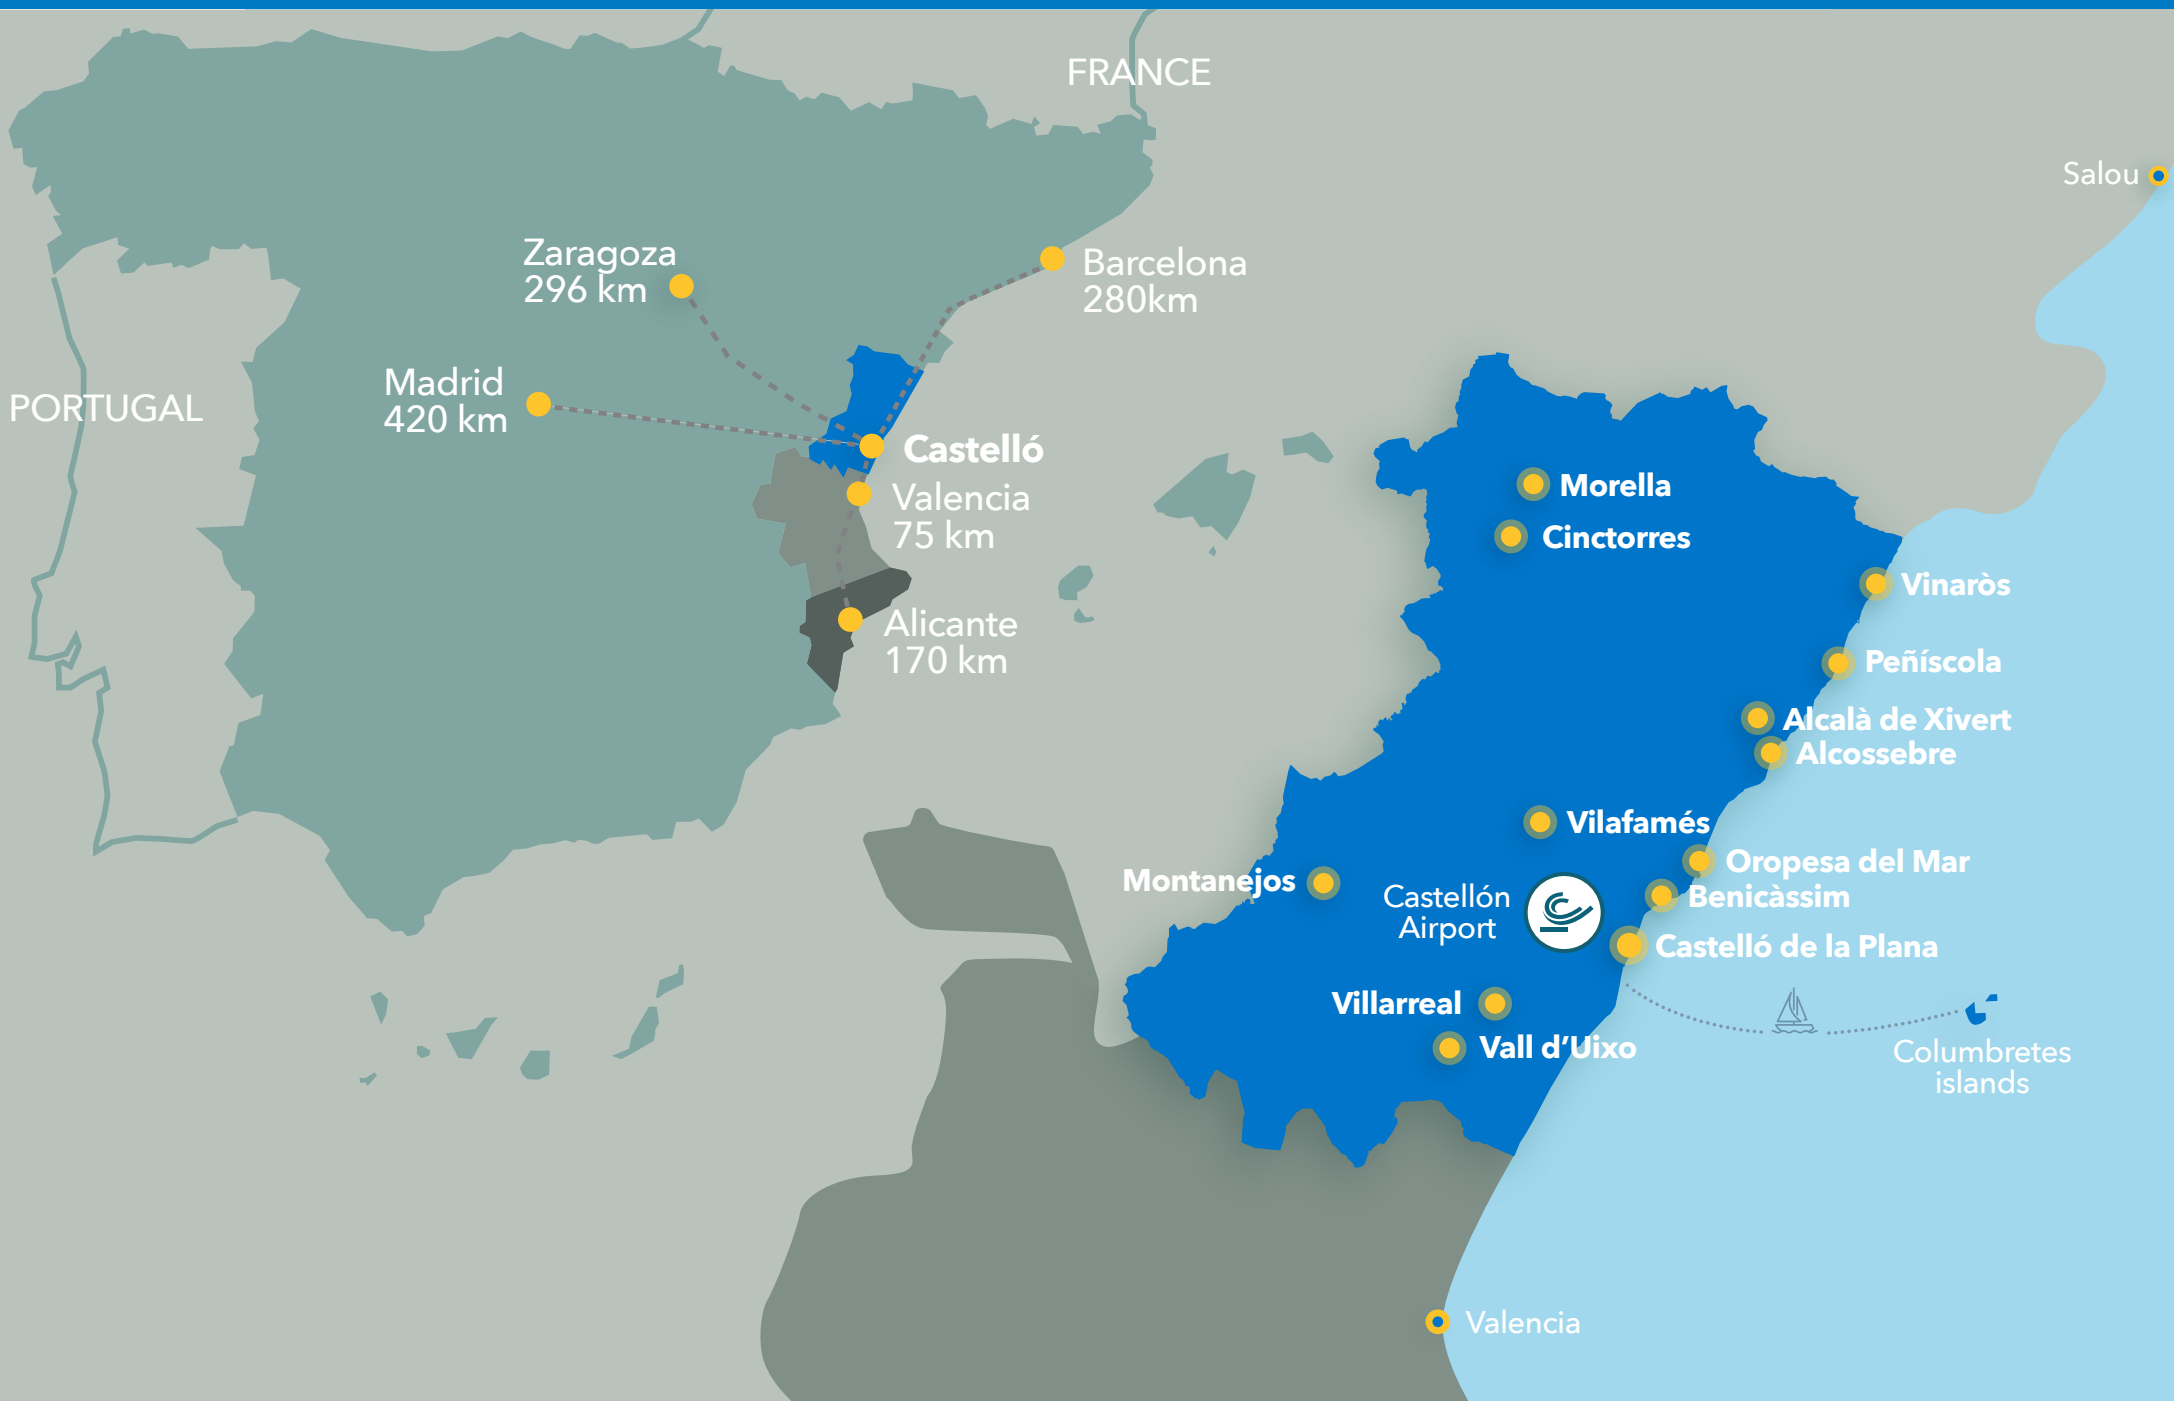 FRANCE
Salou
Zaragoza
296 km
Barcelona
280km
Madrid
420 km
PORTUGAL
Castelló
Valencia
75 km
Alicante
170 km
Morella
Cinctorres
Vinaròs
Peñíscola
Alcalà de Xivert
Alcossebre
Vilafamés
Oropesa del Mar
Montanejos
Castellón
Airport
Benicàssim
Castelló de la Plana
Villarreal
Vall d’Uixo
Columbretes
islands
Valencia